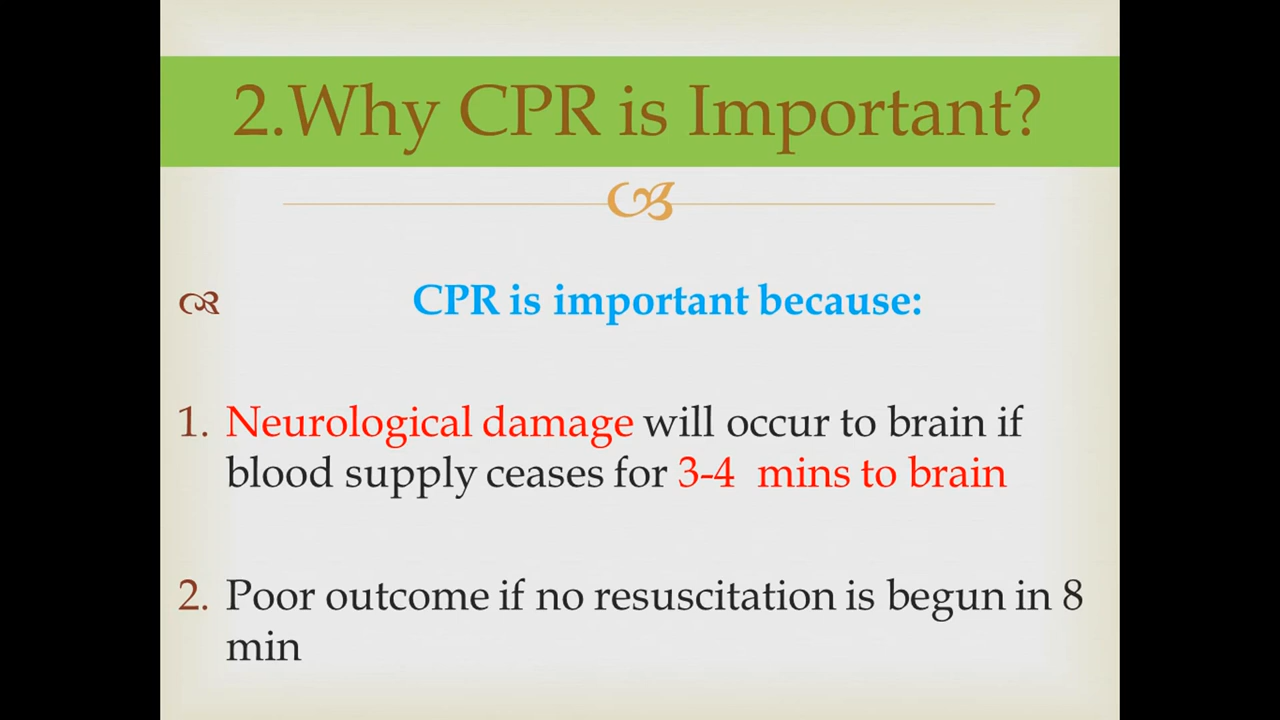 2.Why CPR is Important?
CPR is important because:
1. Neurological damage will occur to brain if
blood supply ceases for 3-4 mins to brain
2. Poor outcome if no resuscitation is begun in 8
min